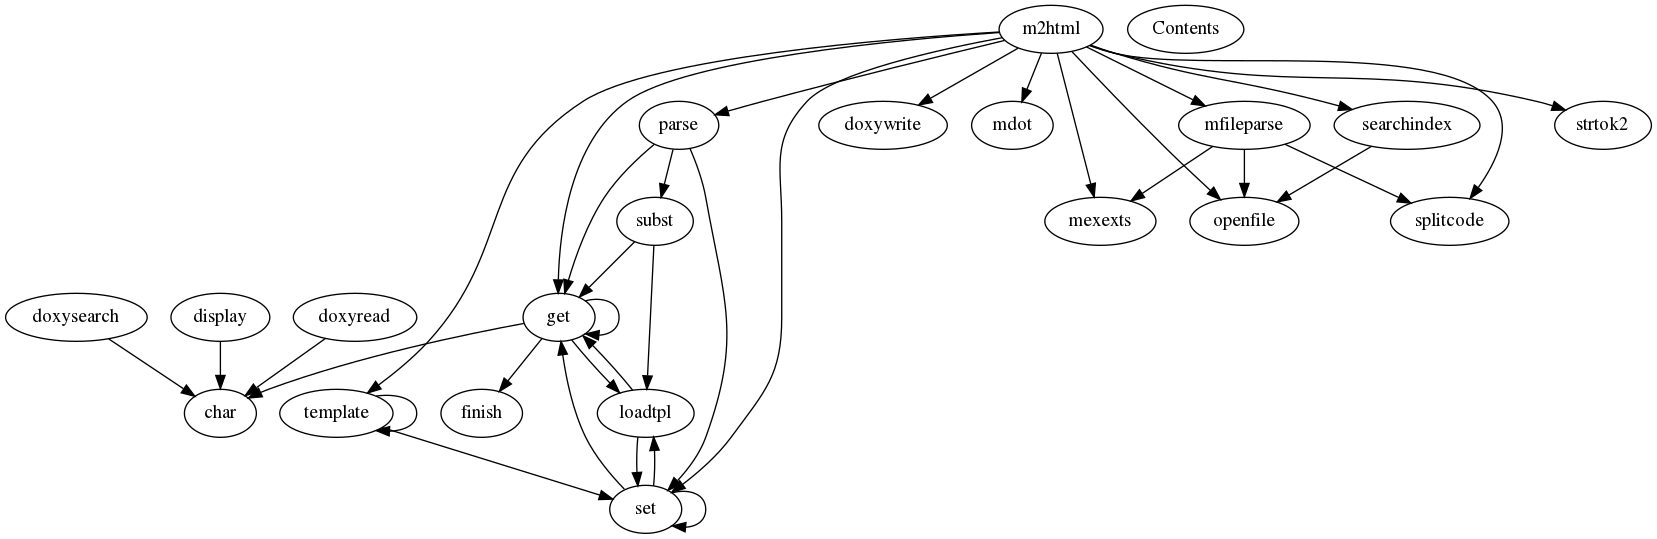 m2html
Contents
parse
doxywrite
mdot
mfileparse
searchindex
strtok2
subst
mexexts
openfile
splitcode
doxysearch
display
doxyread
get
char
template
finish
loadtpl
set